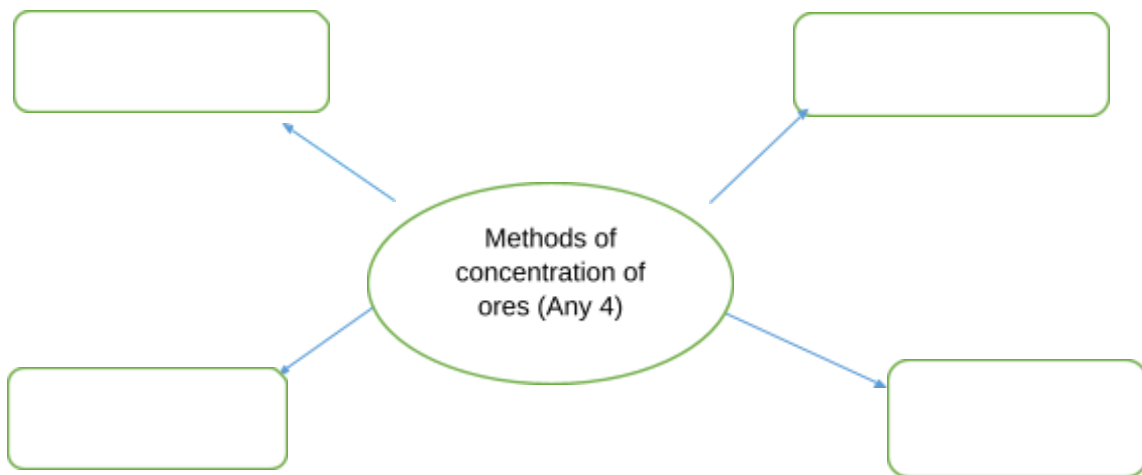 Methods of
concentration of
ores (Any 4)